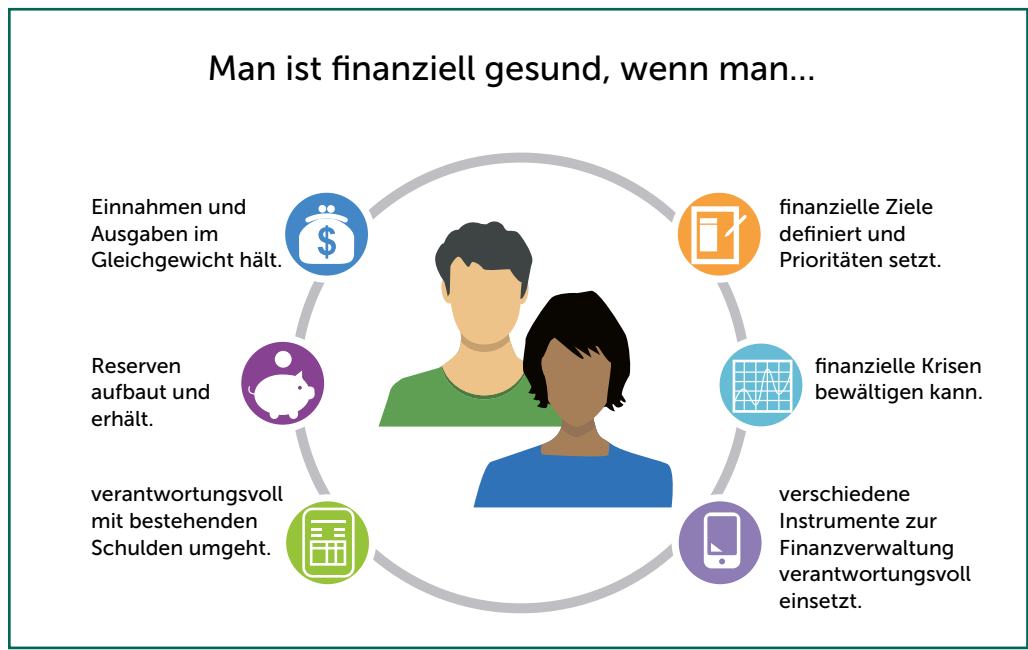 Man ist finanziell gesund, wenn man...
Einnahmen und
Ausgaben im
Gleichgewicht hält.
$
Reserven
aufbaut und
erhält.
verantwortungsvoll
mit bestehenden
Schulden umgeht.
finanzielle Ziele
definiert und
Prioritäten setzt.
finanzielle Krisen
bewältigen kann.
verschiedene
Instrumente zur
Finanzverwaltung
verantwortungsvoll
einsetzt.